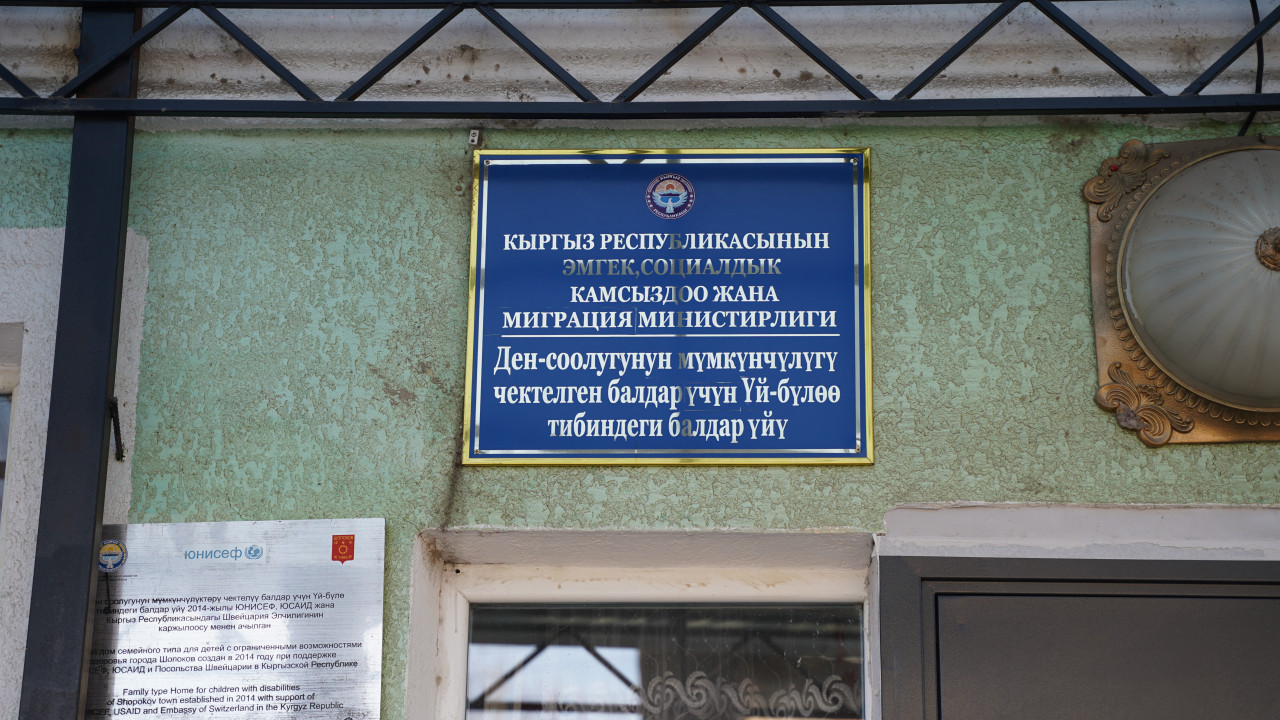 КЫРГЫЗ РЕСПУБЛИКАСЫНЫН
ЭМГЕК,СОЦИАЛДЫК
КАМСЫЗДОО ЖАНА
МИГРАЦИЯ МИНИСТИРЛИГИ
Ден-соолугунун мүмкүнчүлүгү
чектелген балдар үчүн Үй-бүлөө
тибиндеги балдар үйү
юнисеф
соолугунун мүмкүнчүлүктөрү чектелүү балдар үчүн Үй-бүлө
тибиндеги балдар үйү 2014-жылы ЮНИСЕФ, ЮСАИД жана
Кыргыз Республикасындагы Швейцария Элчилигинин
каржылоосу менен ачылган
дом семейного типа для детей с ограниченными возможностями
здоровья города Шопоков создан в 2014 году при поддержке
ЮСАИД и Посольства Швейцарии в Кыргызской Республике
Family type Home for children with disabilities
of Shopokov town established in 2014 with support of
USAID and Embassy of Switzerland in the Kyrgyz Republic